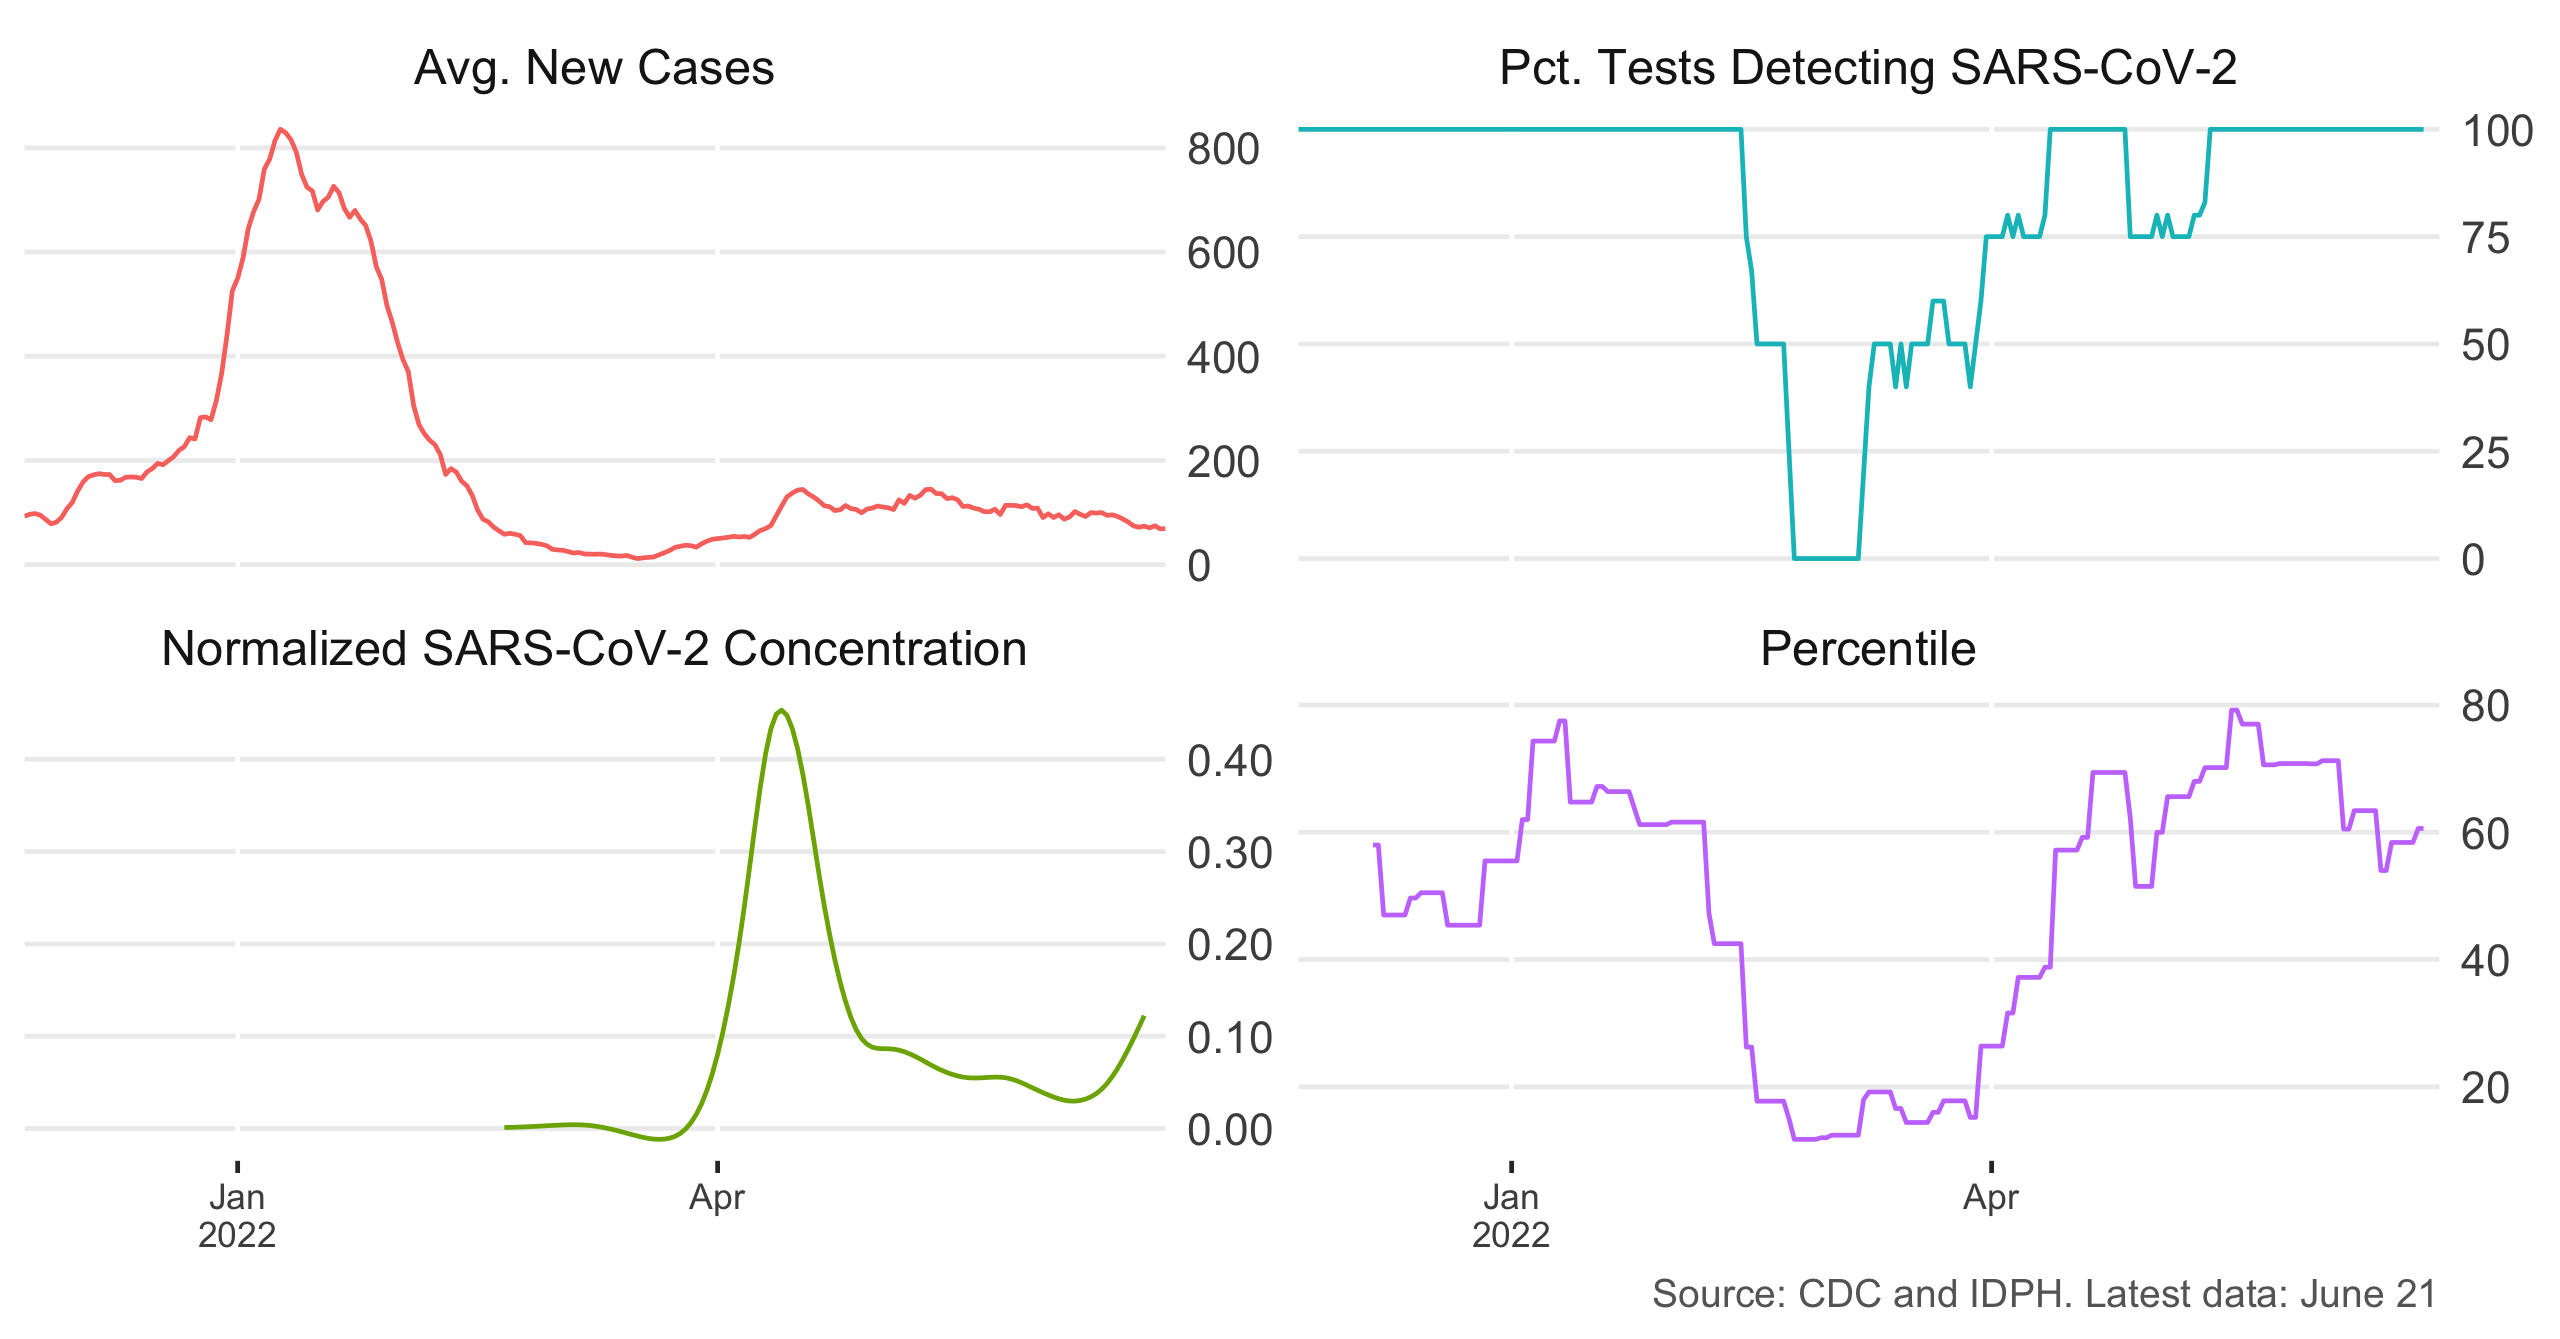 Avg. New Cases
800
600
400
200
0
Pct. Tests Detecting SARS-CoV-2
100
75
50
25
0
Normalized SARS-CoV-2 Concentration
0.40
0.30
0.20
0.10
0.00
Jan
2022
Apr
Percentile
80
60
40
20
Jan
2022
Apr
Source: CDC and IDPH. Latest data: June 21